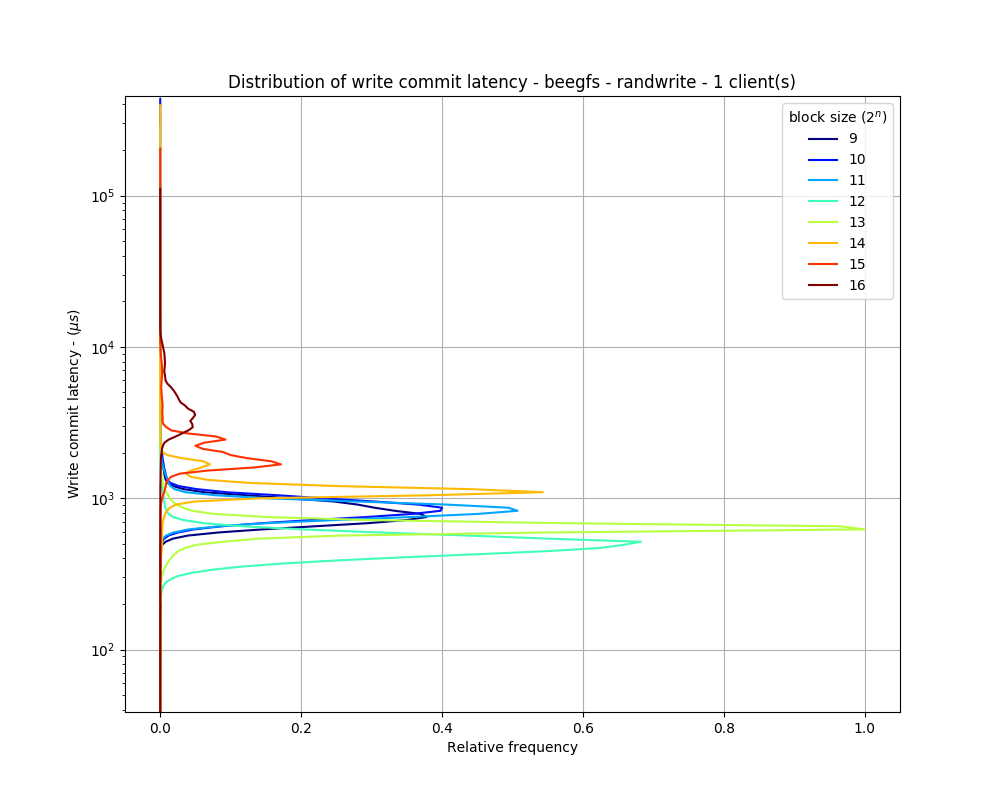 Distribution of write commit latency - beegfs - randwrite - 1 client(s)
block size (2ⁿ)
9
10
11
12
13
14
15
16
10⁵
10⁴
10³
10²
Write commit latency - (μs)
0.0 0.2 0.4 0.6 0.8 1.0
Relative frequency